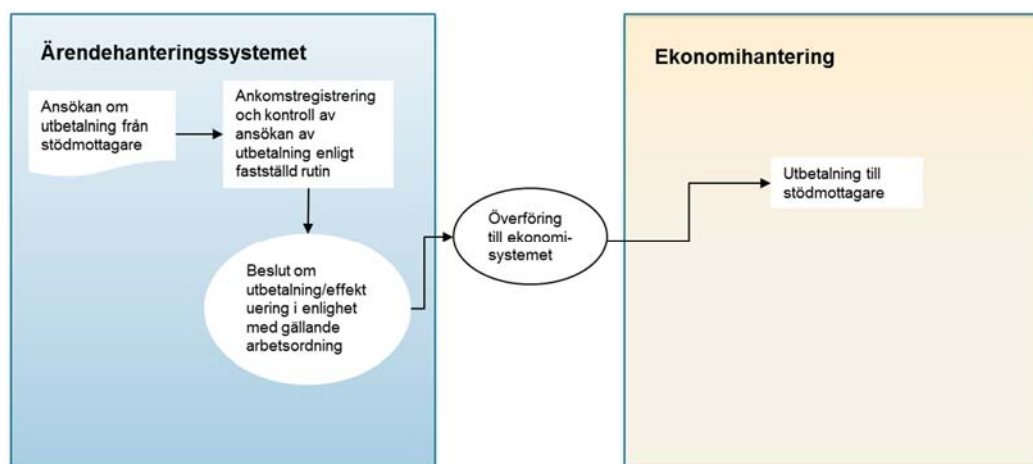 Ärendehanteringssystemet
Ansökan om
utbetalning från
stödmottagare
Ankomstregistrering
och kontroll av
ansökan av
utbetalning enligt
fastställd rutin
Beslut om
utbetalning/effekt
uering i enlighet
med gällande
arbetsordning
Överföring
till ekonomi-
systemet
Ekonomihantering
Utbetalning till
stödmottagare